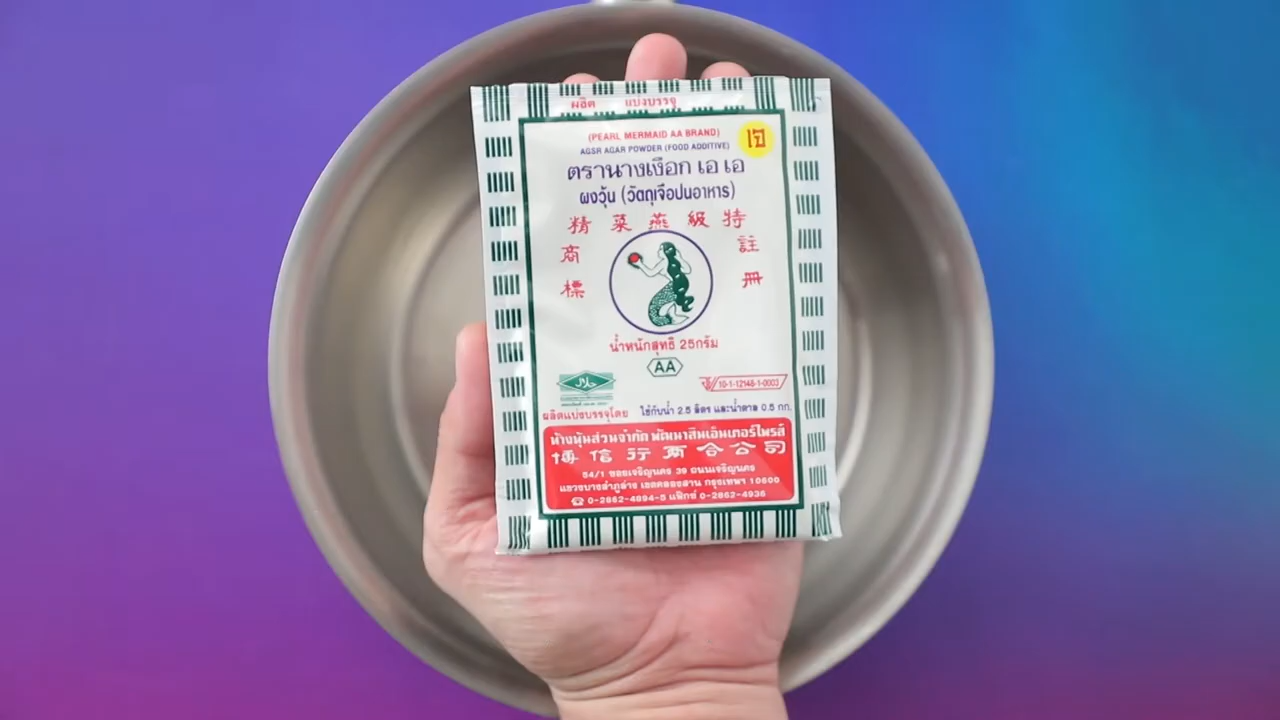 ผลิต แบ่งบรรจุ
(PEARL MERMAID AA BRAND)
AGSR AGAR POWDER (FOOD ADDITIVE)
เจ
ตรานางเงือก เอ เอ
ผงวุ้น (วัตถุเจือปนอาหาร)
精菜燕級特
商 註
標 冊
น้ำหนักสุทธิ 25กรัม
AA
حلال
10-1-12146-1-0003
ผลิตแบ่งบรรจุโดย ใช้กับน้ำ 2.5 ลิตร และน้ำตาล 0.5 กก.
ห้างหุ้นส่วนจำกัด พัฒนาสินเอ็นเตอร์ไพรส์
博信行兩合公司
54/1 ซอยเจริญนคร 39 ถนนเจริญนคร
แขวงบางลำภูล่าง เขตคลองสาน กรุงเทพฯ 10600
☎ 0-2862-4894-5 แฟ็กซ์ 0-2862-4936